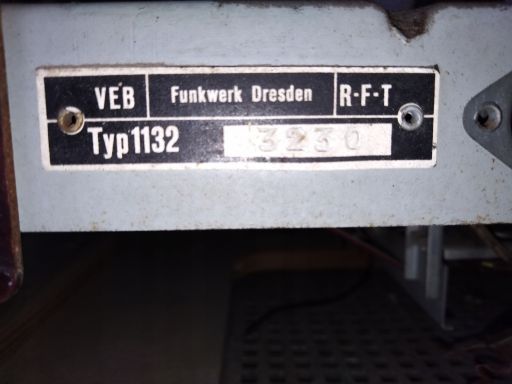 VEB Funkwerk Dresden R-F-T
Typ1132 3230